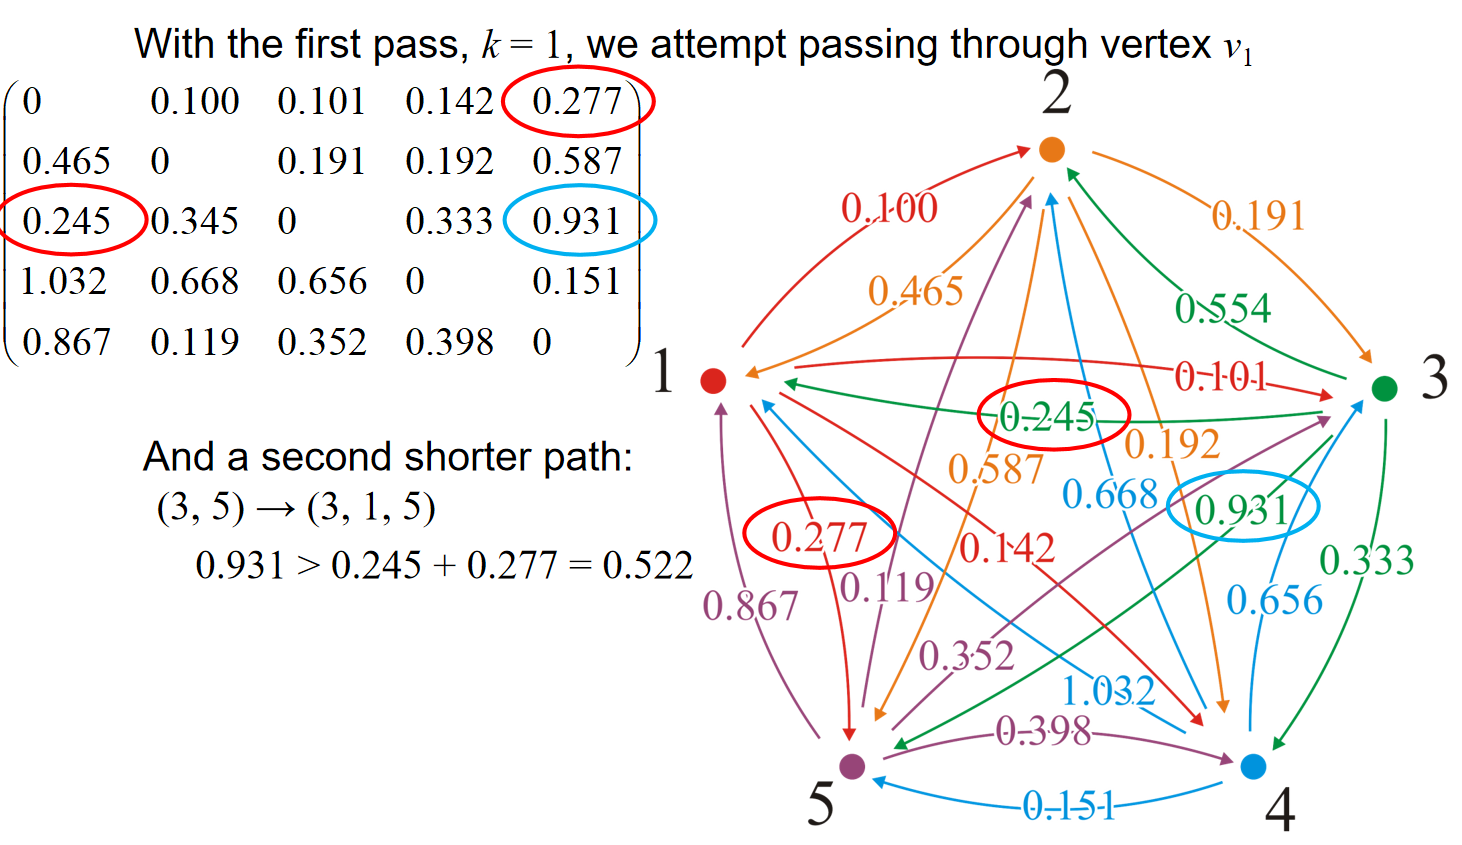 With the first pass, k = 1, we attempt passing through vertex v1
0 0.100 0.101 0.142 0.277
0.465 0 0.191 0.192 0.587
0.245 0.345 0 0.333 0.931
1.032 0.668 0.656 0 0.151
0.867 0.119 0.352 0.398 0
And a second shorter path:
(3, 5) → (3, 1, 5)
0.931 > 0.245 + 0.277 = 0.522
2
0.100
0.191
0.465
0.554
1
0.101
3
0.245
0.192
0.587
0.668
0.931
0.277
0.142
0.333
0.119
0.867
0.656
0.352
1.032
0.398
5
0.151
4